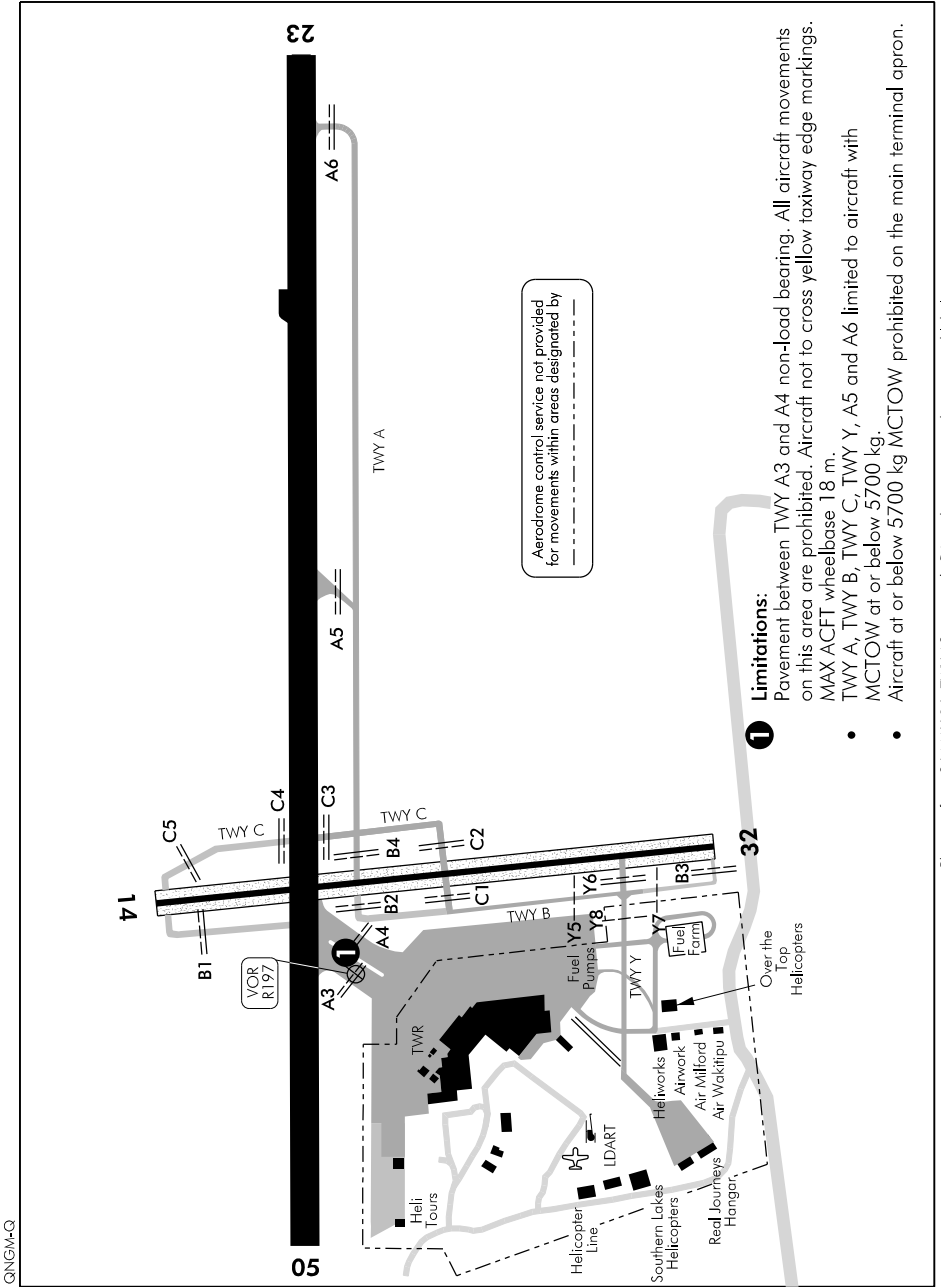 QNGM-Q
23
A6
TWY A
A5
14
C5
TWY C
C4
C3
TWY C
B4
C2
B1
VOR
R197
1
A3
A4
B2
C1
TWY B
32
B3
Y5
Y8
Y6
Y7
Fuel
Pumps
Fuel
Farm
TWY Y
TWR
Over the
Top
Helicopters
Heliworks
Airwork
Air Milford
Air Wakitipu
LDART
Heli
Tours
Helicopter
Line
Southern Lakes
Helicopters
Real Journeys
Hangar
05
Aerodrome control service not provided
for movements within areas designated by
1 Limitations:
Pavement between TWY A3 and A4 non-load bearing. All aircraft movements
on this area are prohibited. Aircraft not to cross yellow taxiway edge markings.
MAX ACFT wheelbase 18 m.
• TWY A, TWY B, TWY C, TWY Y, A5 and A6 limited to aircraft with
MCTOW at or below 5700 kg.
• Aircraft at or below 5700 kg MCTOW prohibited on the main terminal apron.